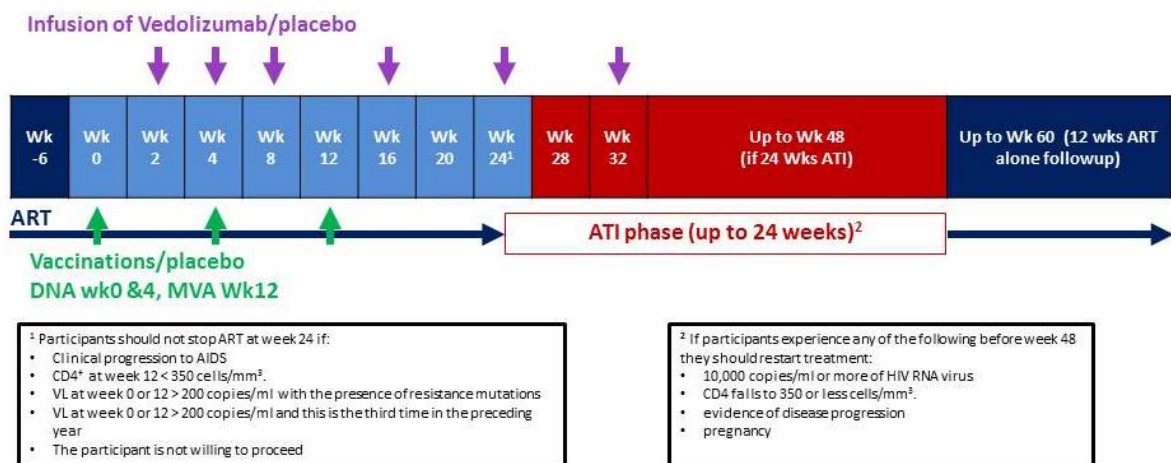 Infusion of Vedolizumab/placebo
Wk -6
Wk 0
Wk 2
Wk 4
Wk 8
Wk 12
Wk 16
Wk 20
Wk 24¹
Wk 28
Wk 32
Up to Wk 48
(if 24 Wks ATI)
Up to Wk 60 (12 wks ART
alone followup)
ART
ATI phase (up to 24 weeks)²
Vaccinations/placebo
DNA wk0 &4, MVA Wk12
¹ Participants should not stop ART at week 24 if:
• Clinical progression to AIDS
• CD4⁺ at week 12 < 350 cells/mm³.
• VL at week 0 or 12 > 200 copies/ml with the presence of resistance mutations
• VL at week 0 or 12 > 200 copies/ml and this is the third time in the preceding
year
• The participant is not willing to proceed
² If participants experience any of the following before week 48
they should restart treatment:
• 10,000 copies/ml or more of HIV RNA virus
• CD4 falls to 350 or less cells/mm³.
• evidence of disease progression
• pregnancy